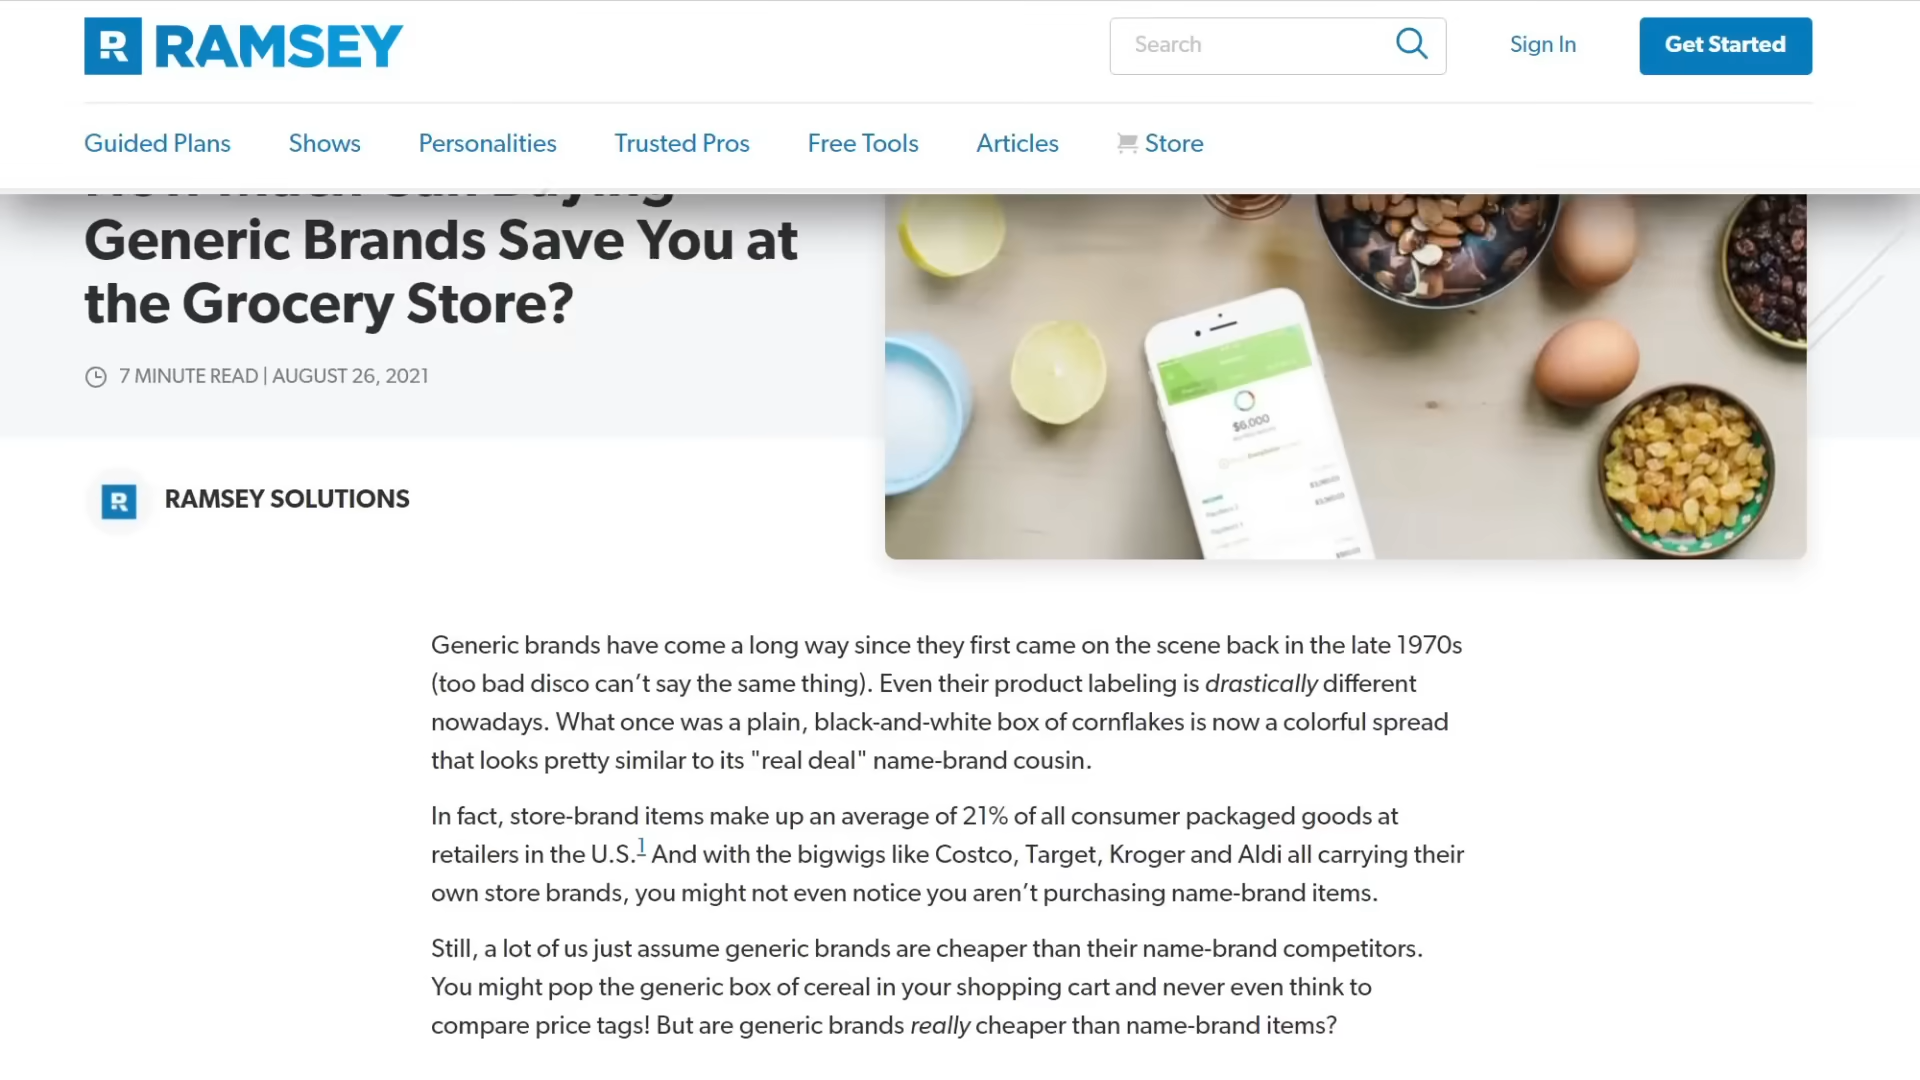 R RAMSEY
Search
Sign In
Get Started
Guided Plans
Shows
Personalities
Trusted Pros
Free Tools
Articles
Store
How Much Can Buying
Generic Brands Save You at
the Grocery Store?
7 MINUTE READ | AUGUST 26, 2021
R RAMSEY SOLUTIONS
$6,000
Generic brands have come a long way since they first came on the scene back in the late 1970s
(too bad disco can’t say the same thing). Even their product labeling is drastically different
nowadays. What once was a plain, black-and-white box of cornflakes is now a colorful spread
that looks pretty similar to its "real deal" name-brand cousin.
In fact, store-brand items make up an average of 21% of all consumer packaged goods at
retailers in the U.S.1 And with the bigwigs like Costco, Target, Kroger and Aldi all carrying their
own store brands, you might not even notice you aren’t purchasing name-brand items.
Still, a lot of us just assume generic brands are cheaper than their name-brand competitors.
You might pop the generic box of cereal in your shopping cart and never even think to
compare price tags! But are generic brands really cheaper than name-brand items?